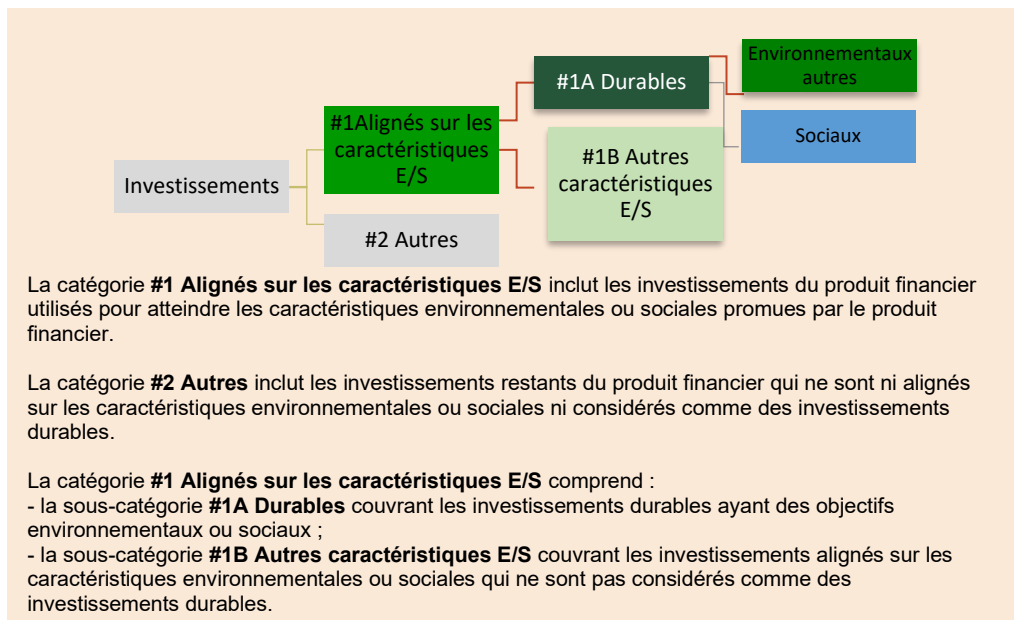 Investissements
#1Alignés sur les
caractéristiques
E/S
#2 Autres
#1A Durables
#1B Autres
caractéristiques
E/S
Environnementaux
autres
Sociaux
La catégorie #1 Alignés sur les caractéristiques E/S inclut les investissements du produit financier
utilisés pour atteindre les caractéristiques environnementales ou sociales promues par le produit
financier.
La catégorie #2 Autres inclut les investissements restants du produit financier qui ne sont ni alignés
sur les caractéristiques environnementales ou sociales ni considérés comme des investissements
durables.
La catégorie #1 Alignés sur les caractéristiques E/S comprend :
- la sous-catégorie #1A Durables couvrant les investissements durables ayant des objectifs
environnementaux ou sociaux ;
- la sous-catégorie #1B Autres caractéristiques E/S couvrant les investissements alignés sur les
caractéristiques environnementales ou sociales qui ne sont pas considérés comme des
investissements durables.